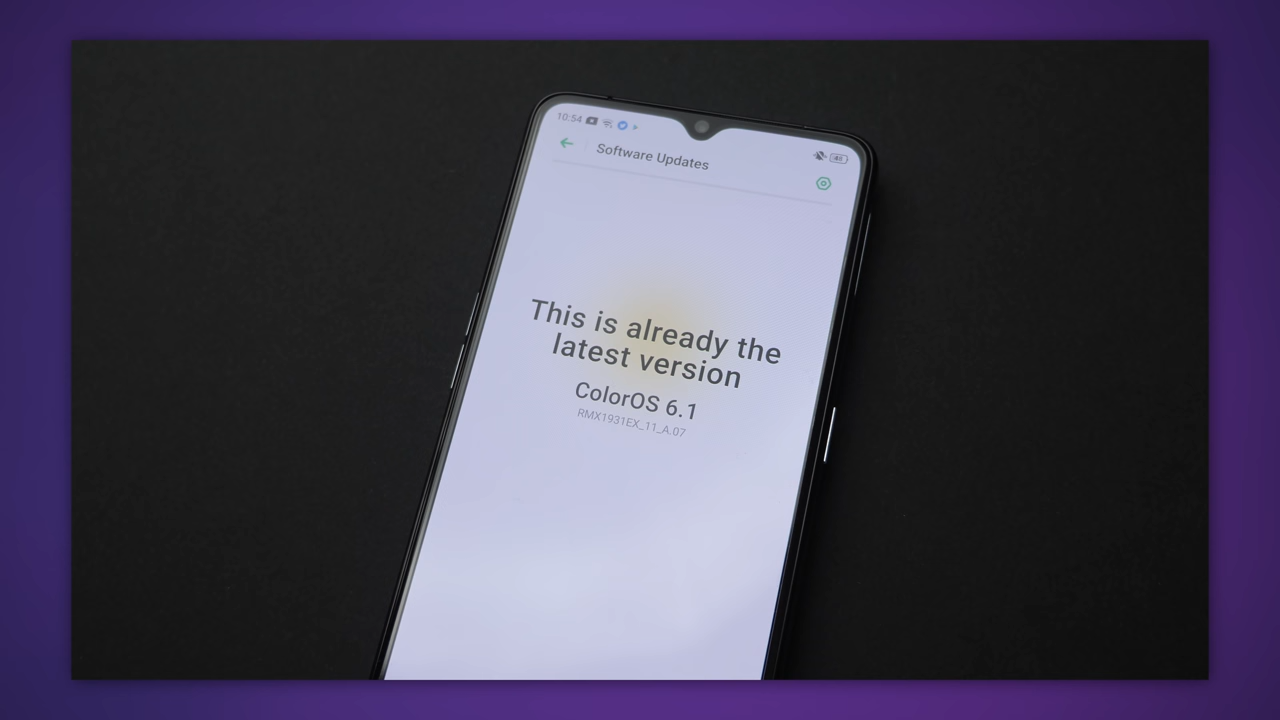 10:54
Software Updates
This is already the
latest version
ColorOS 6.1
RMX1931EX_11_A.07